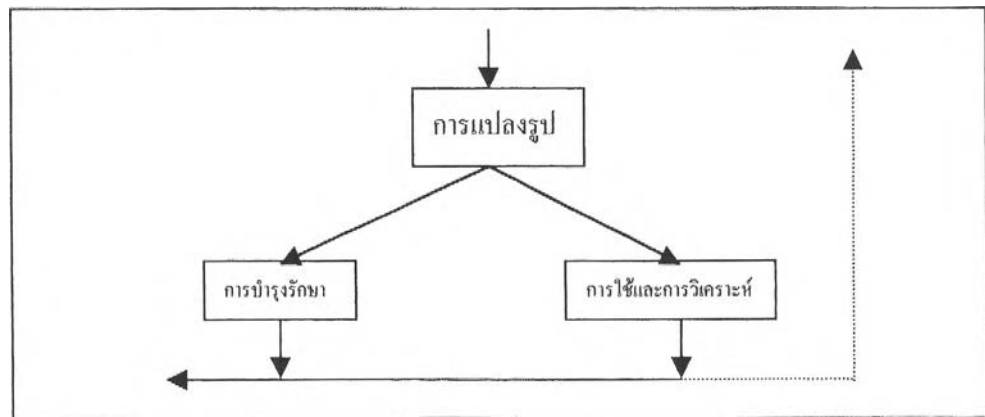 การแปลงรูป
การบำรุงรักษา
การใช้และการวิเคราะห์